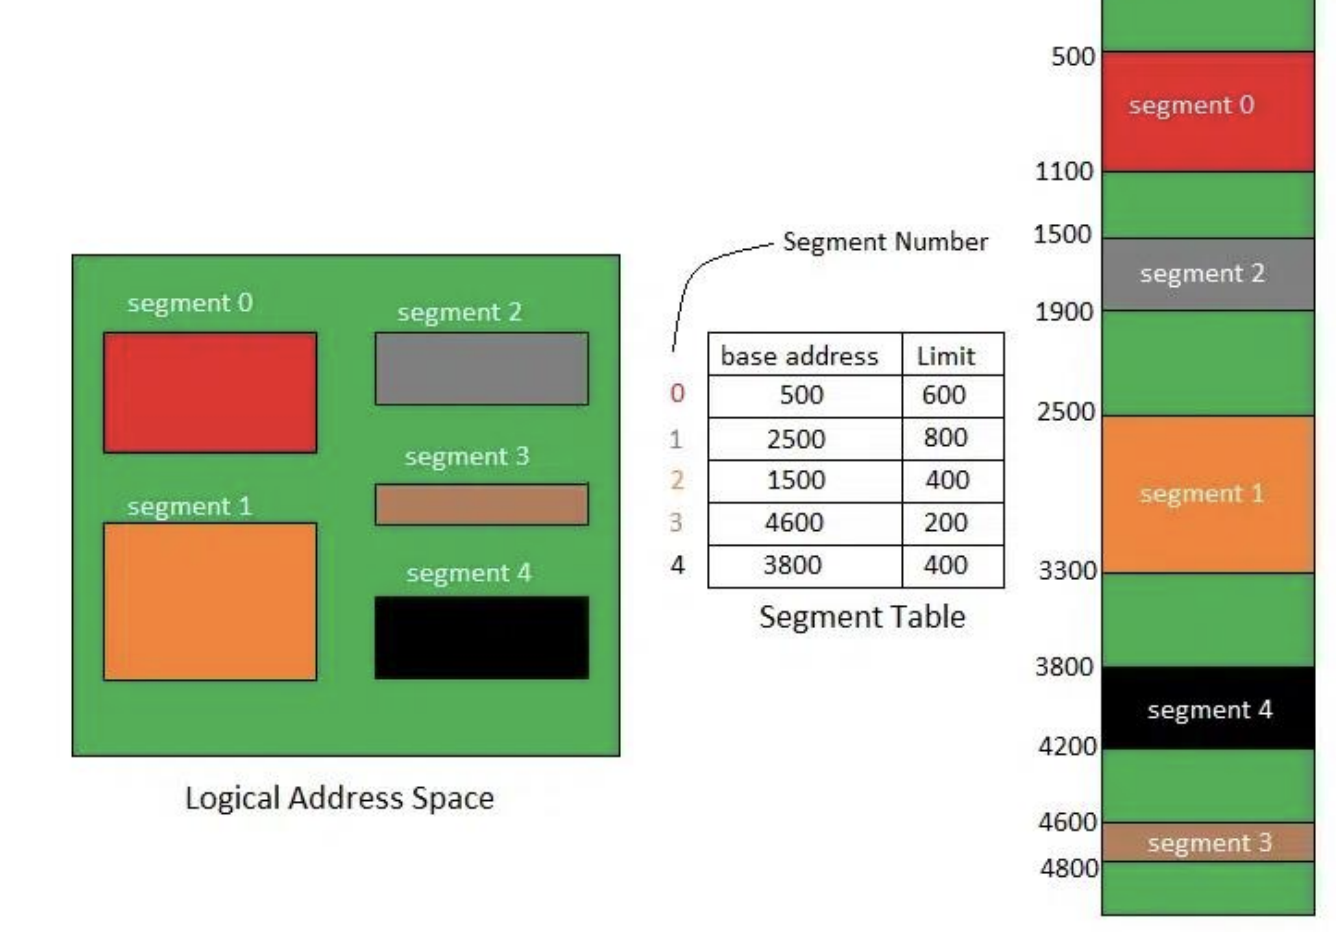 segment 0
segment 2
segment 3
segment 1
segment 4
Logical Address Space
Segment Number
base address Limit
0 500 600
1 2500 800
2 1500 400
3 4600 200
4 3800 400
Segment Table
500
segment 0
1100
1500
segment 2
1900
2500
segment 1
3300
3800
segment 4
4200
4600
segment 3
4800